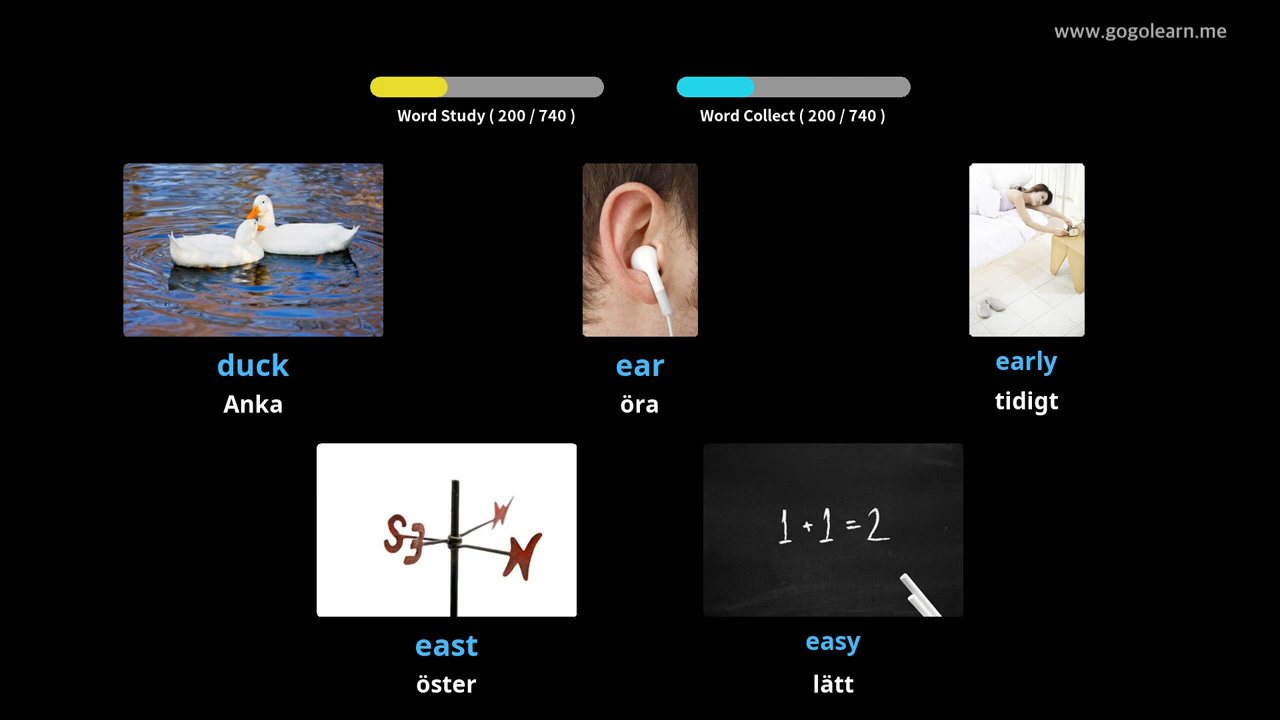 www.gogolearn.me
Word Study ( 200 / 740 )
Word Collect ( 200 / 740 )
duck
Anka
ear
öra
early
tidigt
S E N
1 + 1 = 2
east
öster
easy
lätt